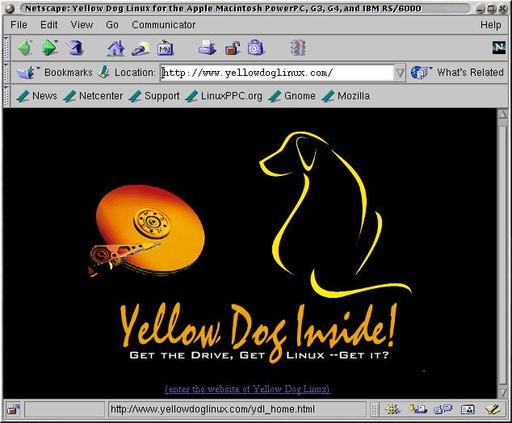 Netscape: Yellow Dog Linux for the Apple Macintosh PowerPC, G3, G4, and IBM RS/6000
File Edit View Go Communicator Help
My
N
Bookmarks Location: http://www.yellowdoglinux.com/ What's Related
News Netcenter Support LinuxPPC.org Gnome Mozilla
Yellow Dog Inside!
Get the Drive, Get Linux --Get it?
(enter the website of Yellow Dog Linux)
http://www.yellowdoglinux.com/ydl_home.html